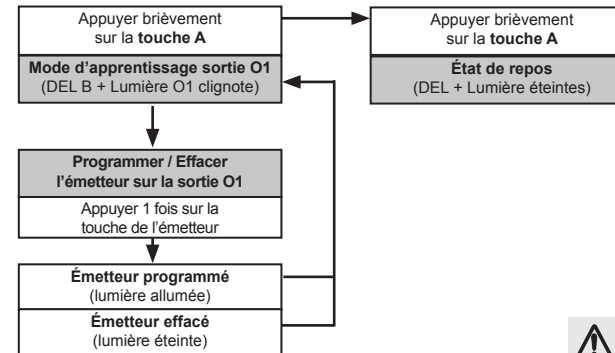 Appuyer brièvement
sur la touche A
Mode d'apprentissage sortie O1
(DEL B + Lumière O1 clignote)
Appuyer brièvement
sur la touche A
État de repos
(DEL + Lumière éteintes)
Programmer / Effacer
l'émetteur sur la sortie O1
Appuyer 1 fois sur la
touche de l'émetteur
Émetteur programmé
(lumière allumée)
Émetteur effacé
(lumière éteinte)